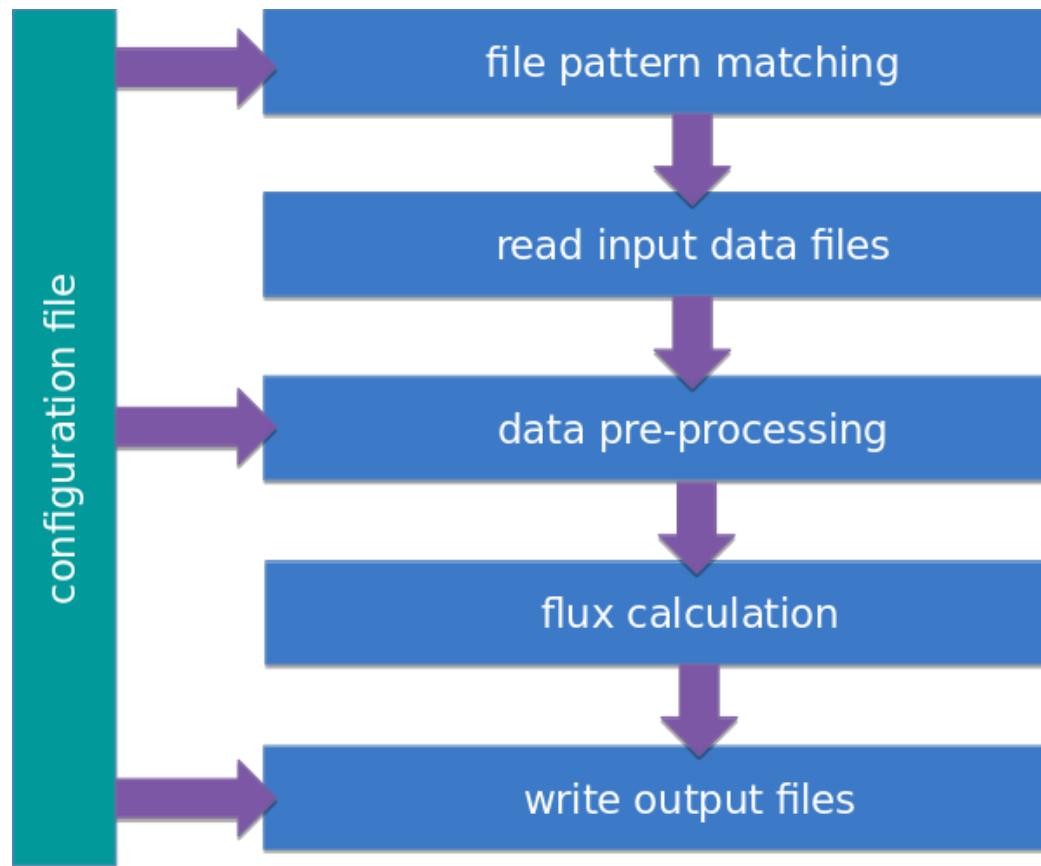 configuration file
file pattern matching
read input data files
data pre-processing
flux calculation
write output files